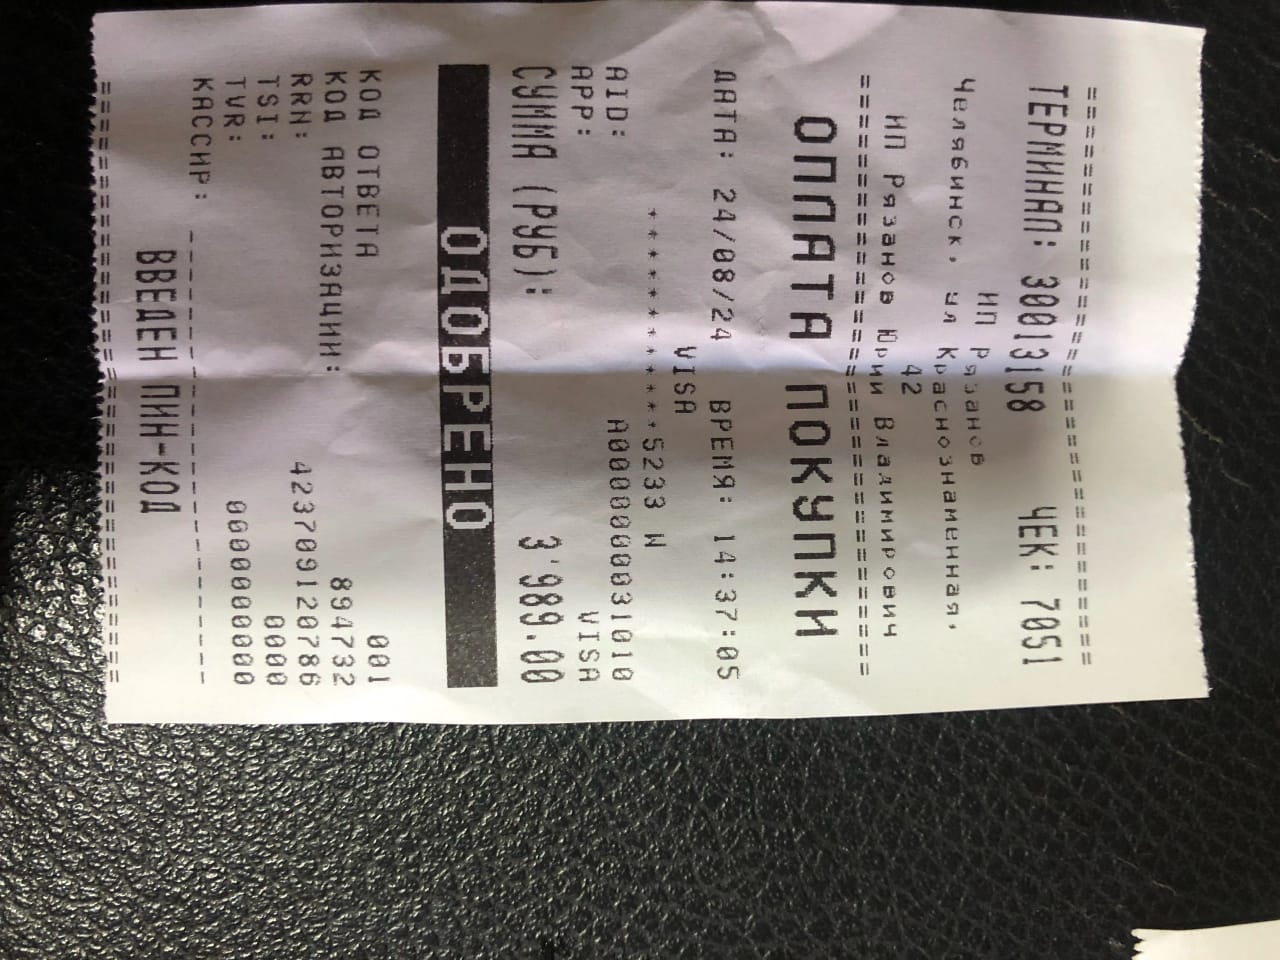 ================================
ТЕРМИНАЛ: 30013158 ЧЕК: 7051
ИП Рязанов
Челябинск, ул Краснознаменная,
42
ИП Рязанов Юрий Владимирович
================================
ОПЛАТА ПОКУПКИ
ДАТА: 24/08/24 ВРЕМЯ: 14:37:05
VISA
************5233 W
AID: A0000000031010
APP: VISA
СУММА (РУБ): 3'989.00
ОДОБРЕНО
КОД ОТВЕТА 001
КОД АВТОРИЗАЦИИ: 894732
RRN: 423709120786
TSI: 0000
TVR: 0000000000
КАССИР: --------------------------------
ВВЕДЕН ПИН-КОД
================================